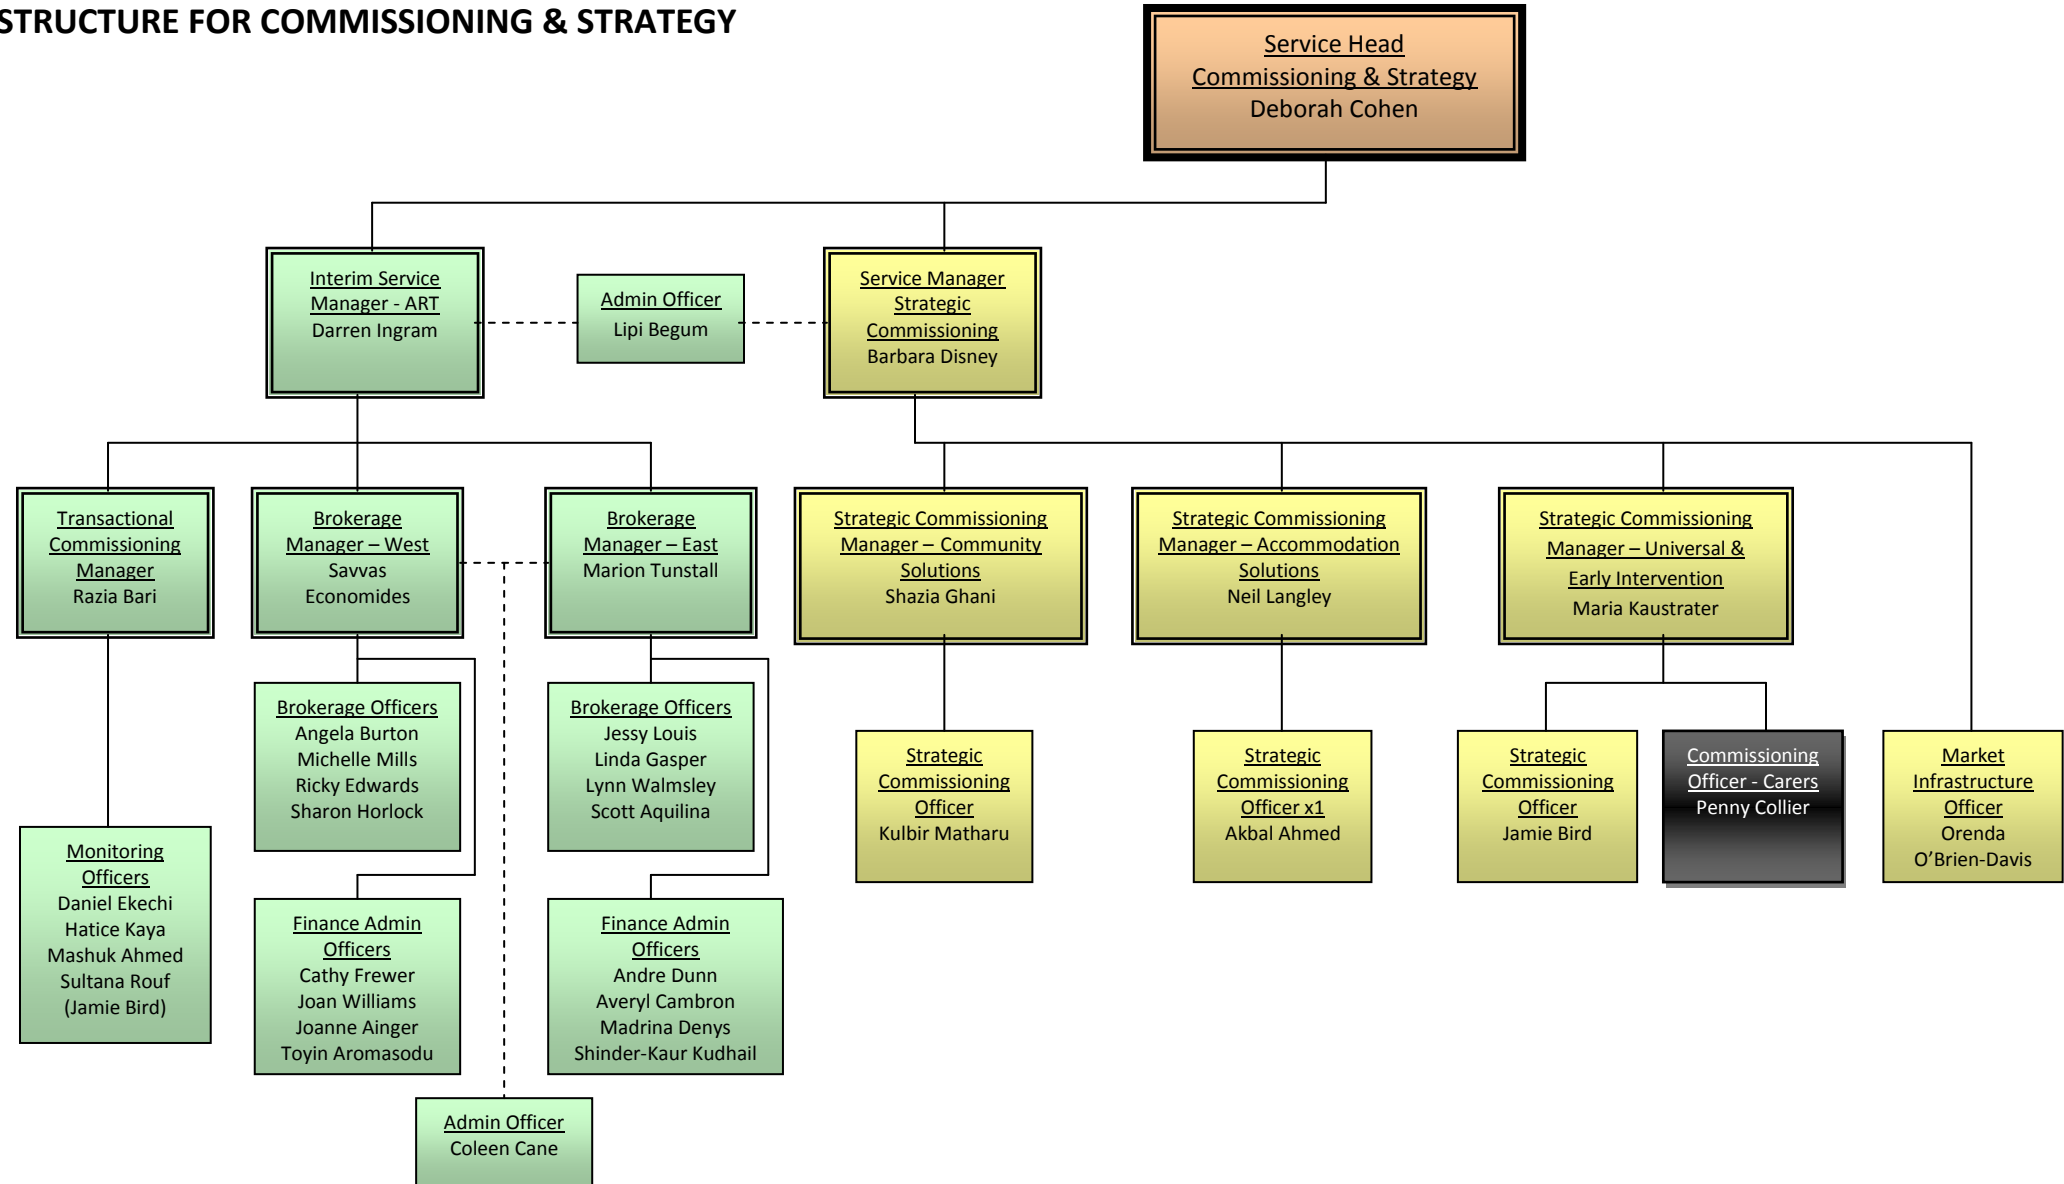 STRUCTURE FOR COMMISSIONING & STRATEGY
Service Head
Commissioning & Strategy
Deborah Cohen
Interim Service
Manager - ART
Darren Ingram
Admin Officer
Lipi Begum
Service Manager
Strategic
Commissioning
Barbara Disney
Transactional
Commissioning
Manager
Razia Bari
Brokerage
Manager – West
Savvas
Economides
Brokerage
Manager – East
Marion Tunstall
Strategic Commissioning
Manager – Community
Solutions
Shazia Ghani
Strategic Commissioning
Manager – Accommodation
Solutions
Neil Langley
Strategic Commissioning
Manager – Universal &
Early Intervention
Maria Kaustrater
Monitoring
Officers
Daniel Ekechi
Hatice Kaya
Mashuk Ahmed
Sultana Rouf
(Jamie Bird)
Brokerage Officers
Angela Burton
Michelle Mills
Ricky Edwards
Sharon Horlock
Finance Admin
Officers
Cathy Frewer
Joan Williams
Joanne Ainger
Toyin Aromasodu
Brokerage Officers
Jessy Louis
Linda Gasper
Lynn Walmsley
Scott Aquilina
Finance Admin
Officers
Andre Dunn
Averyl Cambron
Madrina Denys
Shinder-Kaur Kudhail
Admin Officer
Coleen Cane
Strategic
Commissioning
Officer
Kulbir Matharu
Strategic
Commissioning
Officer x1
Akbal Ahmed
Strategic
Commissioning
Officer
Jamie Bird
Commissioning
Officer - Carers
Penny Collier
Market
Infrastructure
Officer
Orenda
O’Brien-Davis